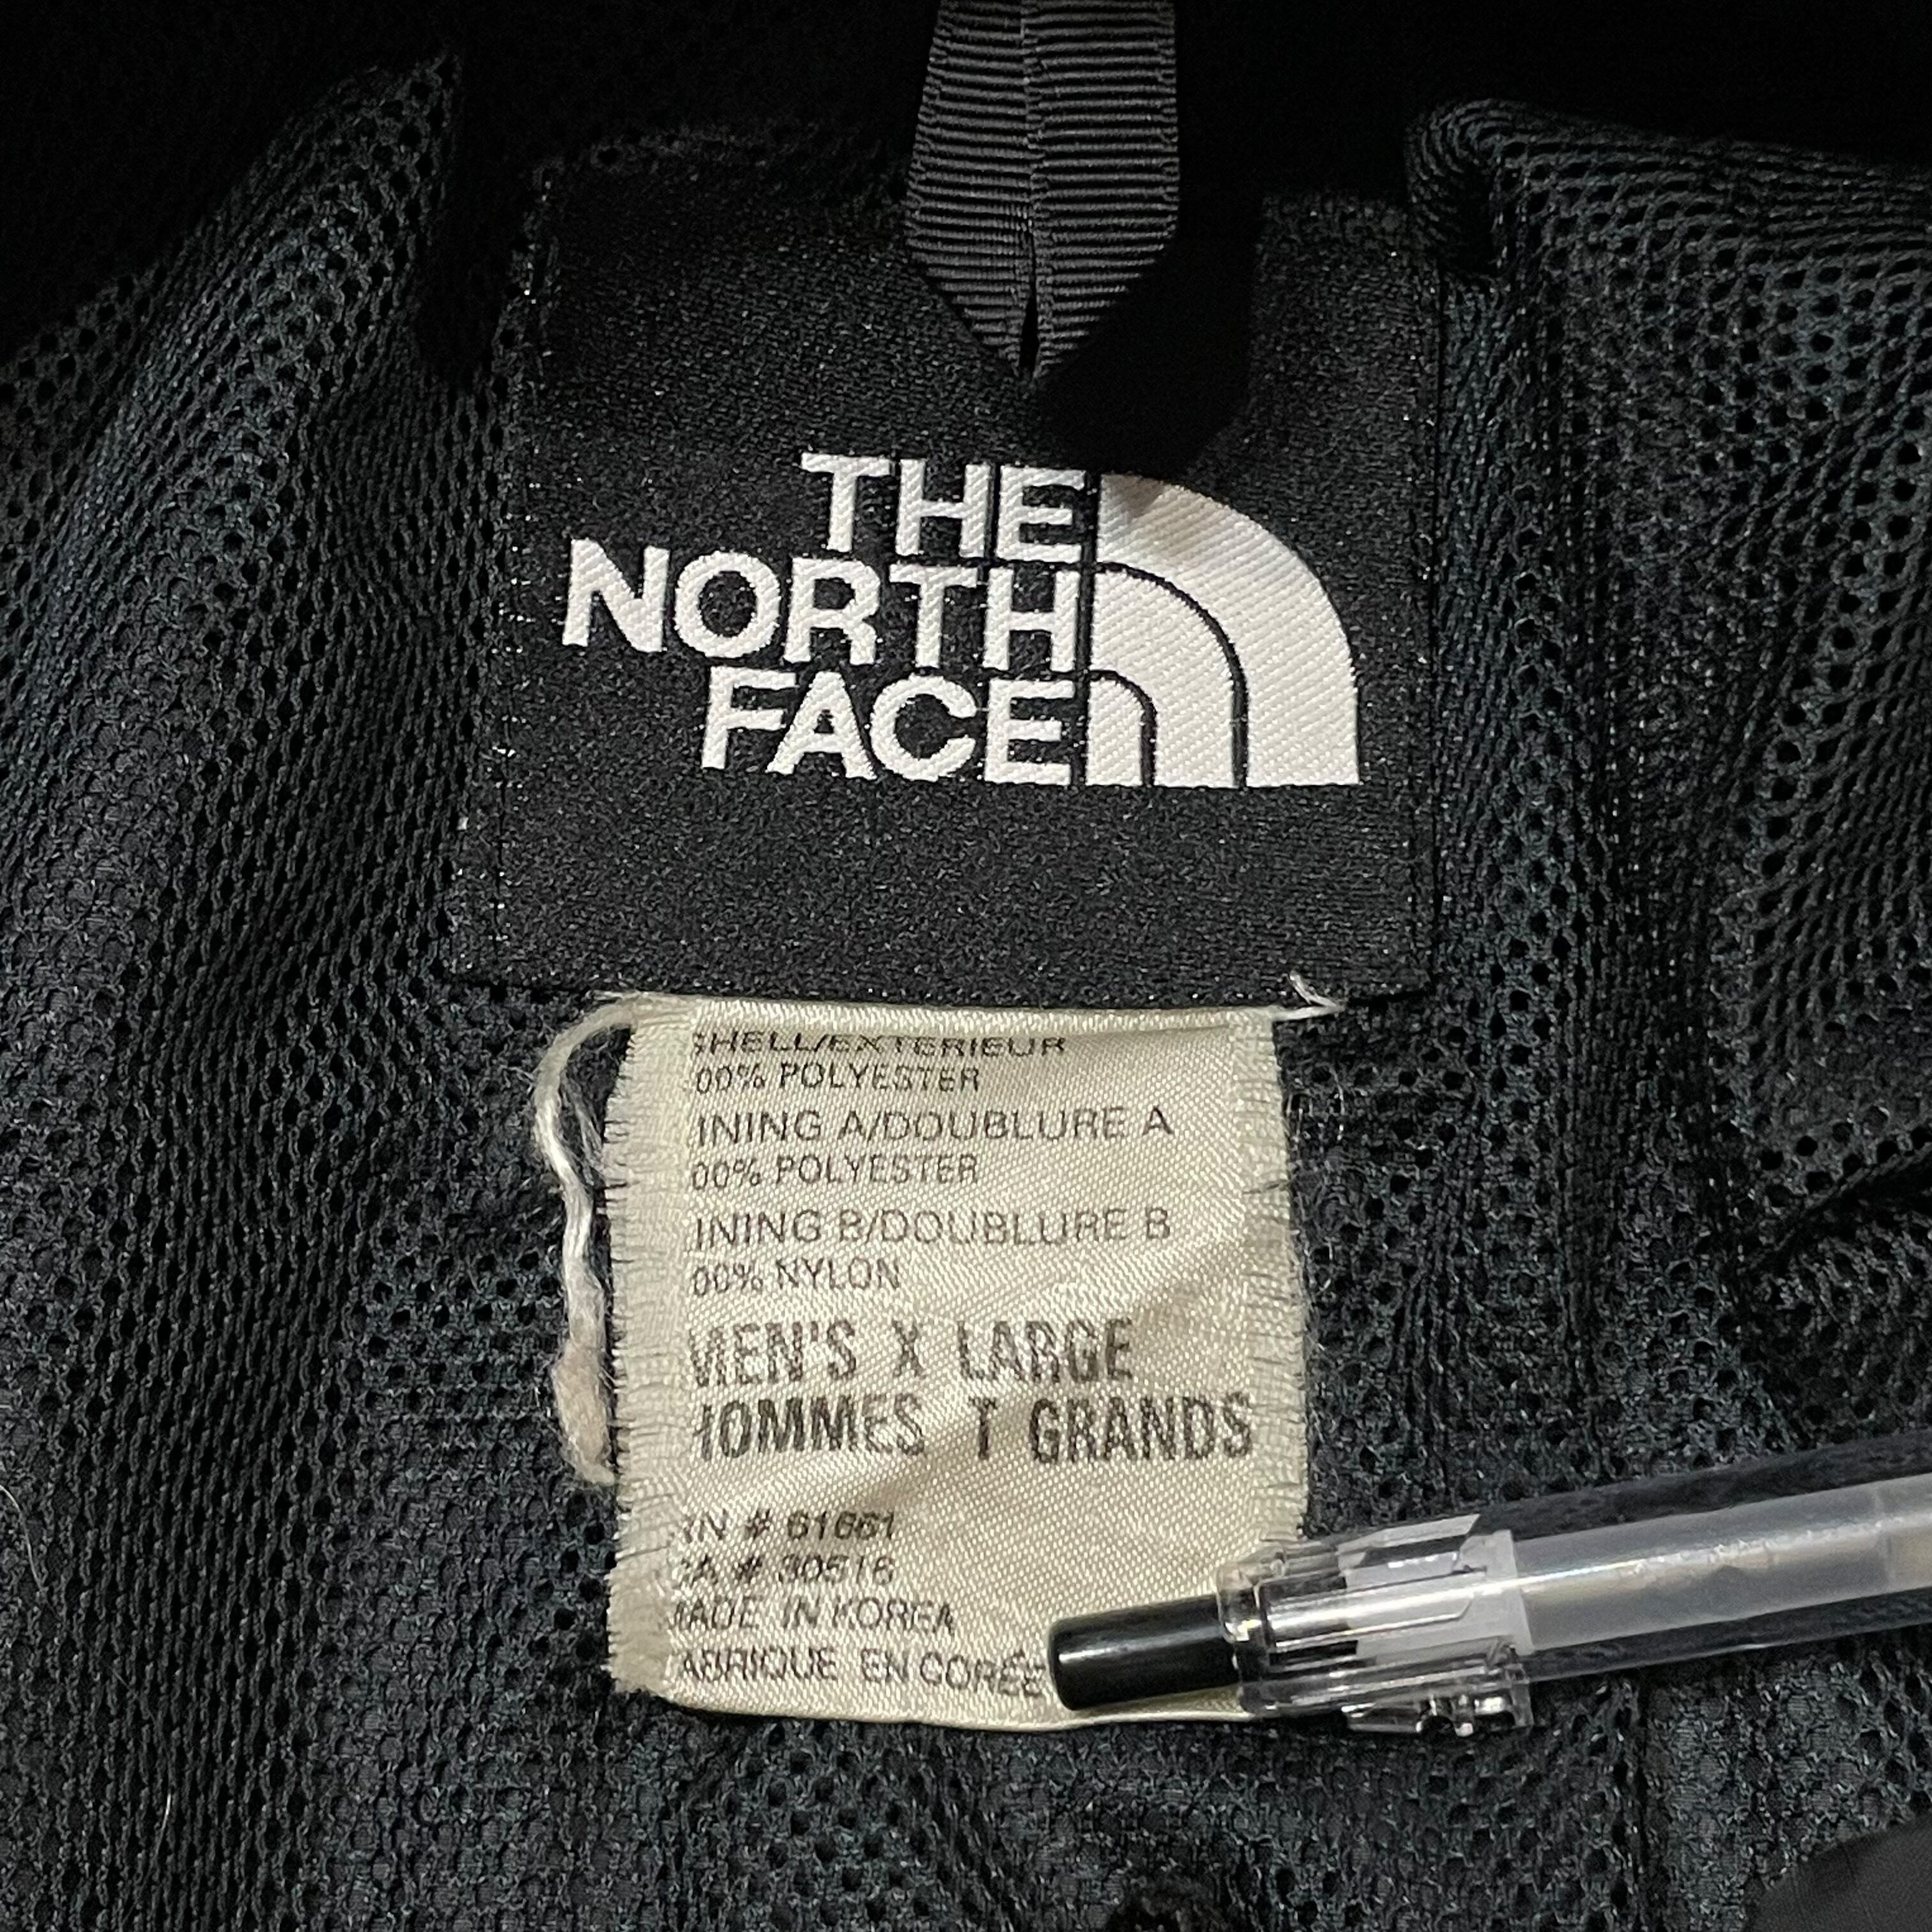 THE
NORTH
FACE
SHELL/EXTERIEUR
00% POLYESTER
INING A/DOUBLURE A
00% POLYESTER
INING B/DOUBLURE B
00% NYLON
MEN'S X LARGE
HOMMES T GRANDS
RN # 61661
CA # 30516
MADE IN KOREA
FABRIQUE EN CORÉE